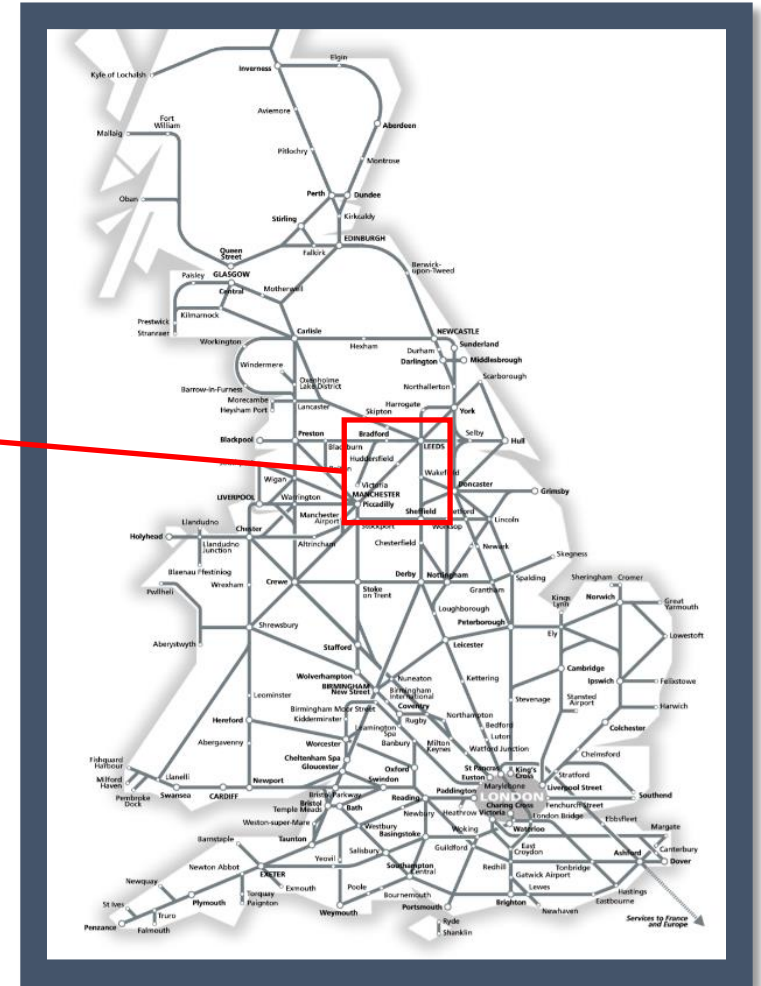 Elgin
Inverness
Kyle of Lochalsh
Aviemore
Fort
William
Mallaig
Aberdeen
Pitlochry
Montrose
Perth
Dundee
Oban
Stirling
Kirkcaldy
EDINBURGH
Queen
Street
Falkirk
Berwick-
upon-Tweed
Paisley
GLASGOW
Central
Motherwell
Prestwick
Kilmarnock
Stranraer
Carlisle
NEWCASTLE
Workington
Hexham
Durham
Sunderland
Darlington
Middlesbrough
Windermere
Scarborough
Oxenholme
Lake District
Barrow-in-Furness
Northallerton
Morecambe
Lancaster
Harrogate
York
Heysham Port
Skipton
Blackpool
Preston
Bradford
LEEDS
Selby
Hull
Blackburn
Huddersfield
Wakefield
Wigan
Victoria
MANCHESTER
Piccadilly
Doncaster
Grimsby
LIVERPOOL
Warrington
Manchester
Airport
Sheffield
Stockport
Worksop
Lincoln
Llandudno
Chester
Holyhead
Llandudno
Junction
Altrincham
Chesterfield
Newark
Skegness
Blaenau Ffestiniog
Wrexham
Crewe
Stoke
on Trent
Derby
Nottingham
Grantham
Spalding
Sheringham
Cromer
Pwllheli
Kings
Lynn
Norwich
Great
Yarmouth
Loughborough
Peterborough
Ely
Lowestoft
Aberystwyth
Shrewsbury
Stafford
Leicester
Wolverhampton
BIRMINGHAM
New Street
Nuneaton
Kettering
Cambridge
Ipswich
Felixstowe
Leominster
Birmingham
International
Coventry
Stevenage
Stansted
Airport
Harwich
Birmingham Moor Street
Kidderminster
Rugby
Northampton
Hereford
Leamington
Spa
Bedford
Colchester
Worcester
Banbury
Milton
Keynes
Luton
Abergavenny
Watford Junction
Chelmsford
Cheltenham Spa
Gloucester
Oxford
St Pancras
Euston
King's
Cross
Stratford
Fishguard
Harbour
Milford
Haven
Llanelli
Newport
Swindon
Marylebone
Liverpool Street
Pembroke
Dock
Swansea
CARDIFF
Bristol Parkway
Bristol
Temple Meads
Bath
Reading
Paddington
LONDON
Southend
Charing Cross
Fenchurch Street
Newbury
Heathrow
Victoria
London Bridge
Ebbsfleet
Weston-super-Mare
Westbury
Basingstoke
Woking
Waterloo
Margate
Barnstaple
Taunton
Salisbury
Guildford
East
Croydon
Canterbury
Newton Abbot
Yeovil
Southampton
Central
Redhill
Tonbridge
Ashford
Dover
EXETER
Gatwick Airport
Newquay
Exmouth
Poole
Bournemouth
Lewes
Hastings
Eastbourne
St Ives
Plymouth
Torquay
Paignton
Weymouth
Portsmouth
Brighton
Newhaven
Truro
Penzance
Falmouth
Ryde
Shanklin
Services to France
and Europe